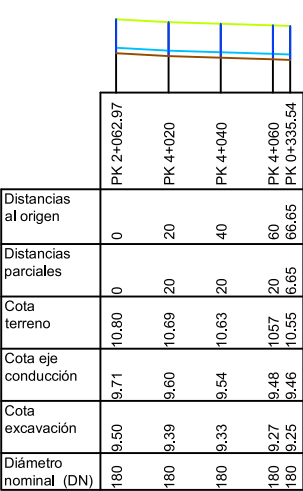 PK 2+062.97
PK 4+020
PK 4+040
PK 4+060
PK 0+335.54
Distancias
al origen
0
20
40
60
66.65
Distancias
parciales
0
20
20
20
6.65
Cota
terreno
10.80
10.69
10.63
1057
10.55
Cota eje
conducción
9.71
9.60
9.54
9.48
9.46
Cota
excavación
9.50
9.39
9.33
9.27
9.25
Diámetro
nominal (DN)
180
180
180
180
180